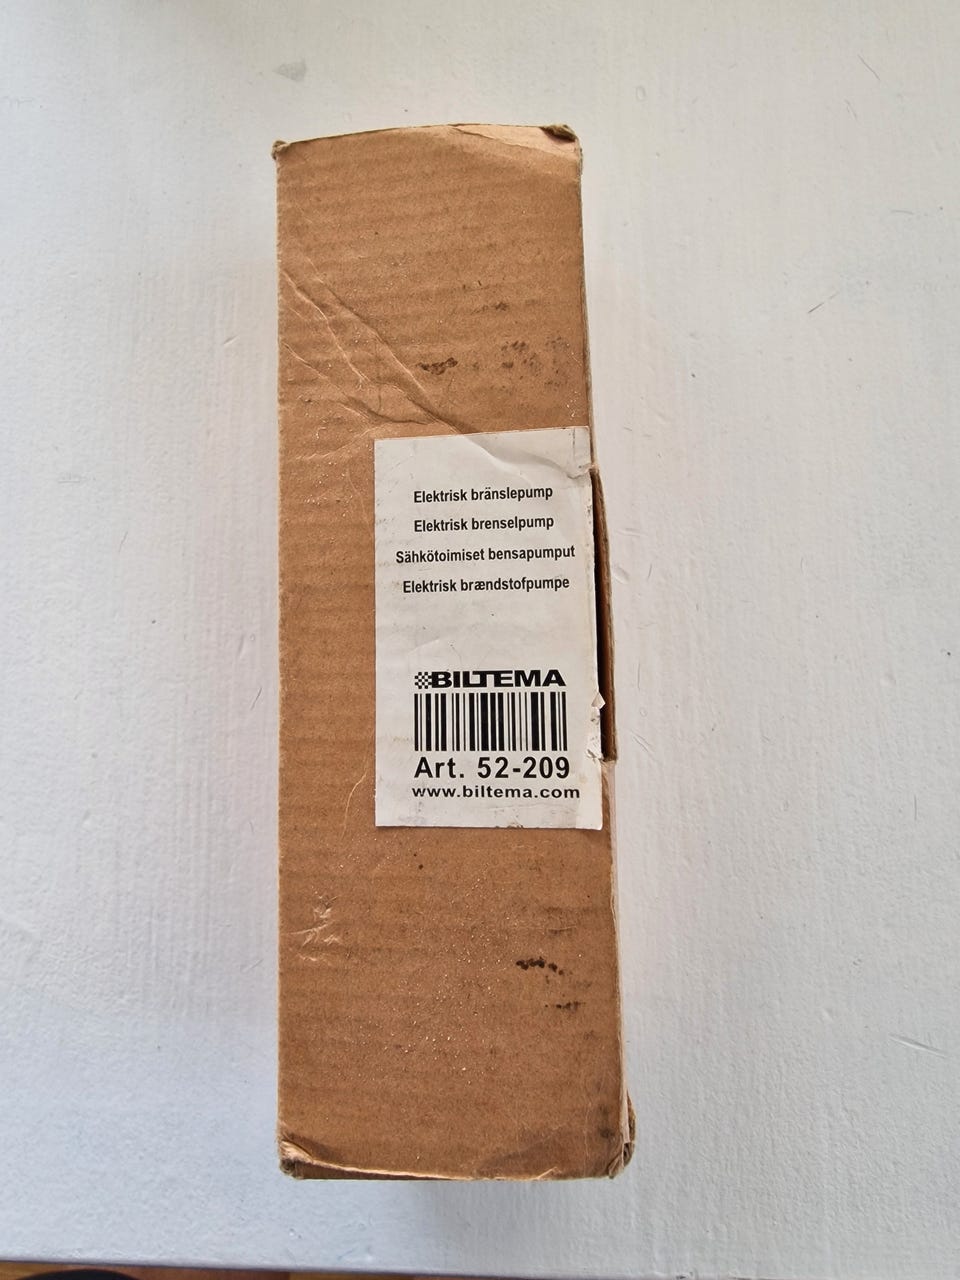 Elektrisk bränslepump
Elektrisk brenselpump
Sähkötoimiset bensapumput
Elektrisk brændstofpumpe
BILTEMA
Art. 52-209
www.biltema.com